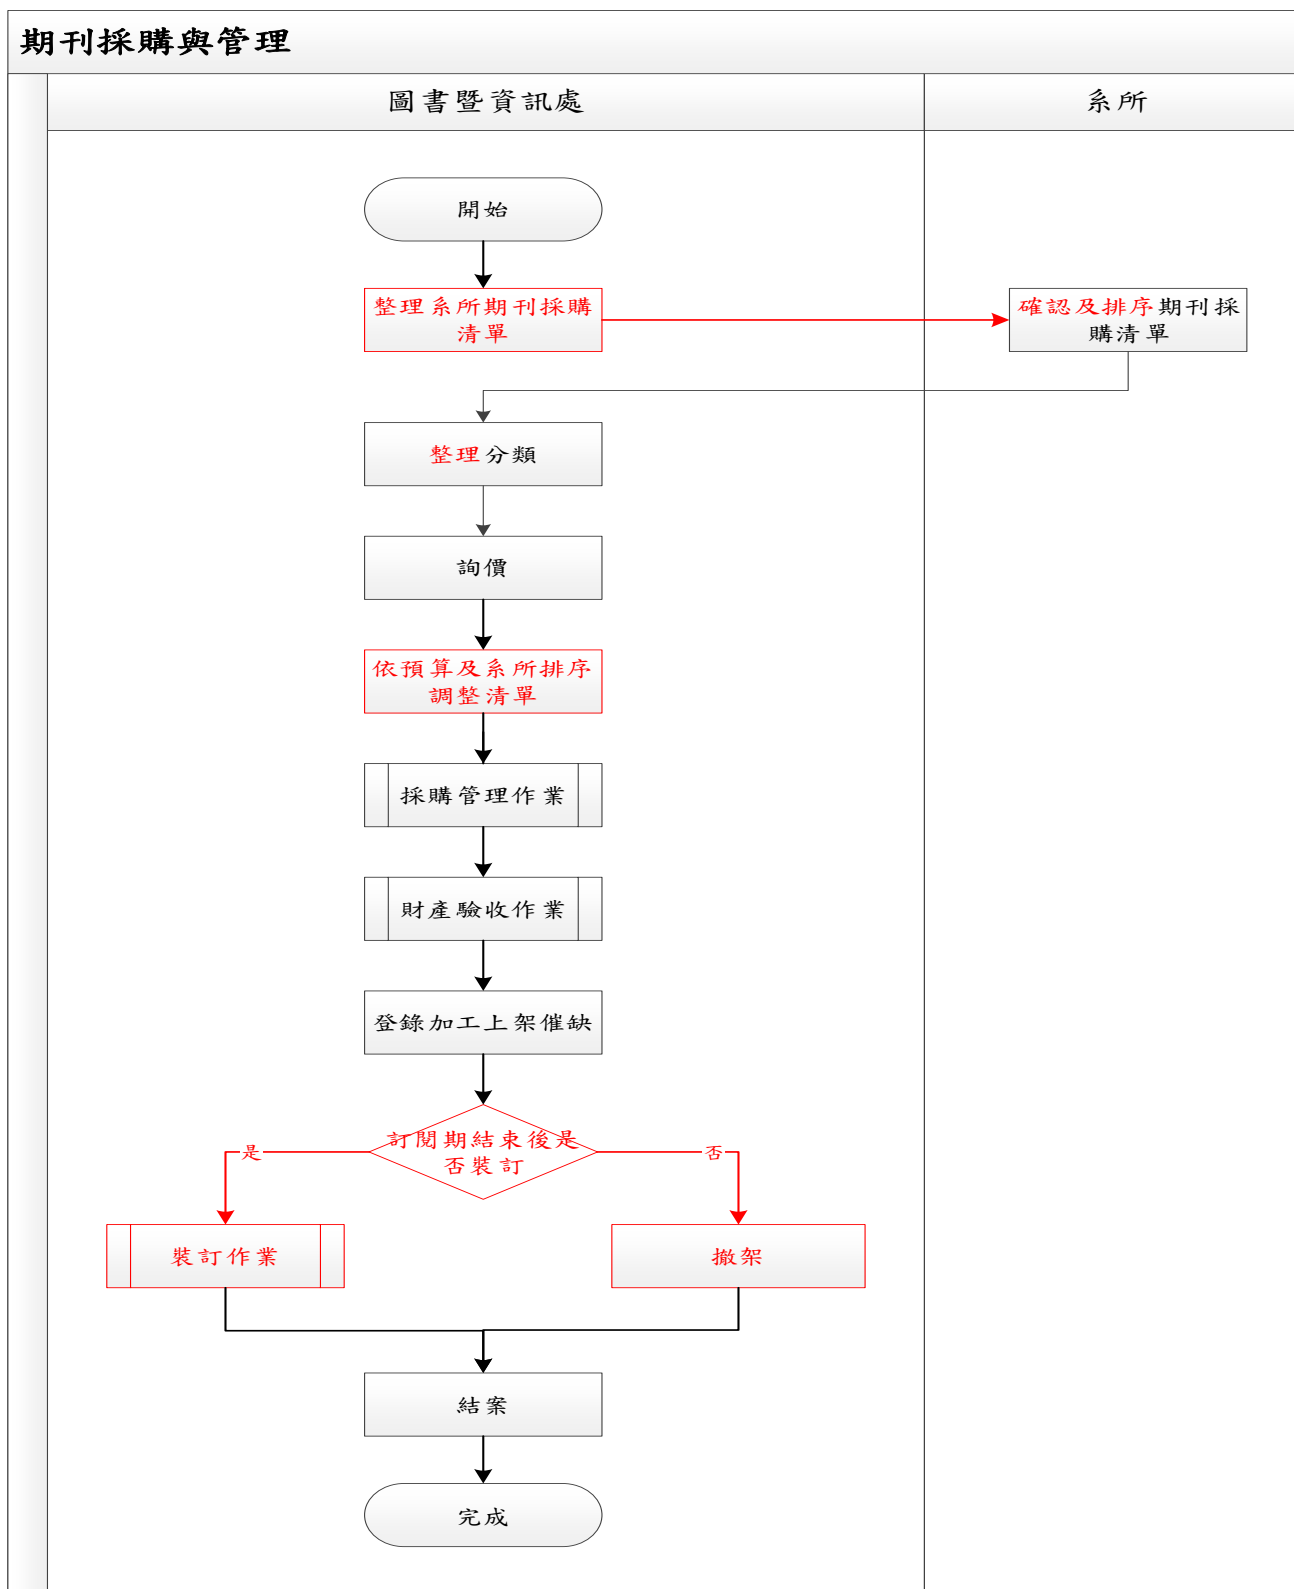 期刊採購與管理
圖書暨資訊處
系所
開始
整理系所期刊採購
清單
確認及排序期刊採
購清單
整理分類
詢價
依預算及系所排序
調整清單
採購管理作業
財產驗收作業
登錄加工上架催缺
訂閱期結束後是
否裝訂
是
否
裝訂作業
撤架
結案
完成